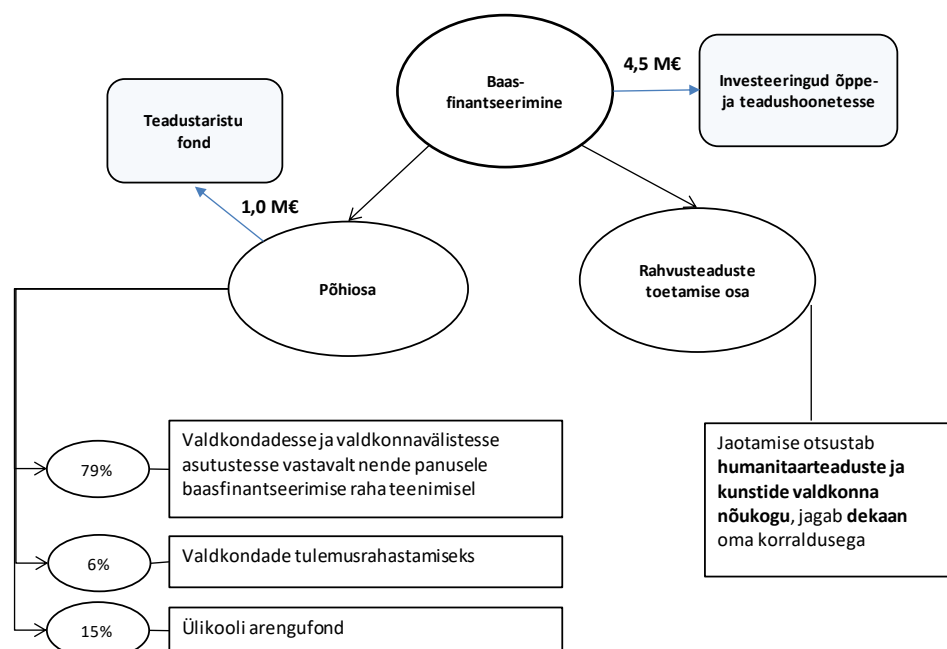 Baas-
finantseerimine
4,5 M€
Investeeringud õppe-
ja teadushoonetesse
Teadustaristu
fond
1,0 M€
Põhiosa
Rahvusteaduste
toetamise osa
79%
Valdkondadesse ja valdkonnavälistesse
asutustesse vastavalt nende panusele
baasfinantseerimise raha teenimisel
6%
Valdkondade tulemusrahastamiseks
15%
Ülikooli arengufond
Jaotamise otsustab
humanitaarteaduste ja
kunstide valdkonna
nõukogu, jagab dekaan
oma korraldusega